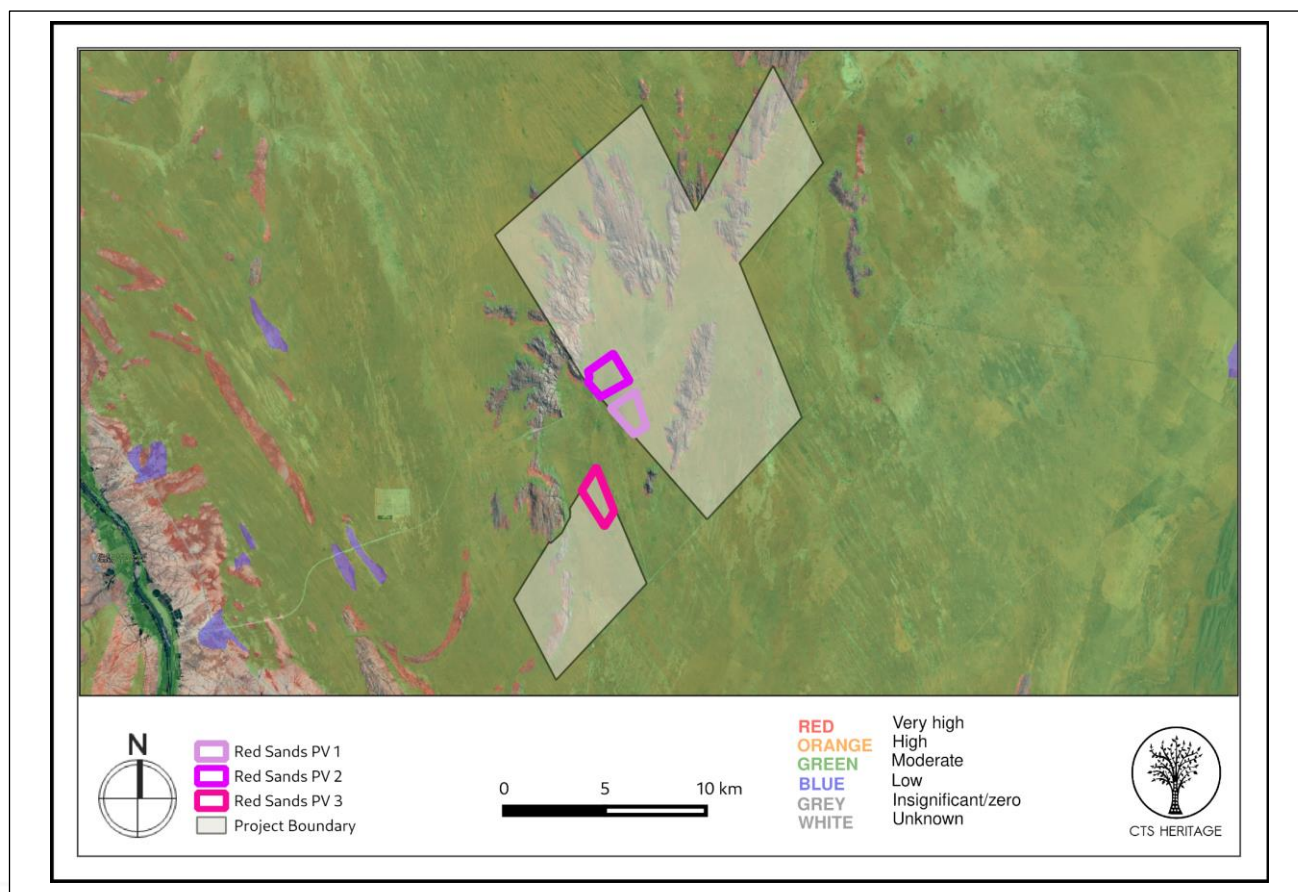 N
Red Sands PV 1
Red Sands PV 2
Red Sands PV 3
Project Boundary
0 5 10 km
RED Very high
ORANGE High
GREEN Moderate
BLUE Low
GREY Insignificant/zero
WHITE Unknown
CTS HERITAGE